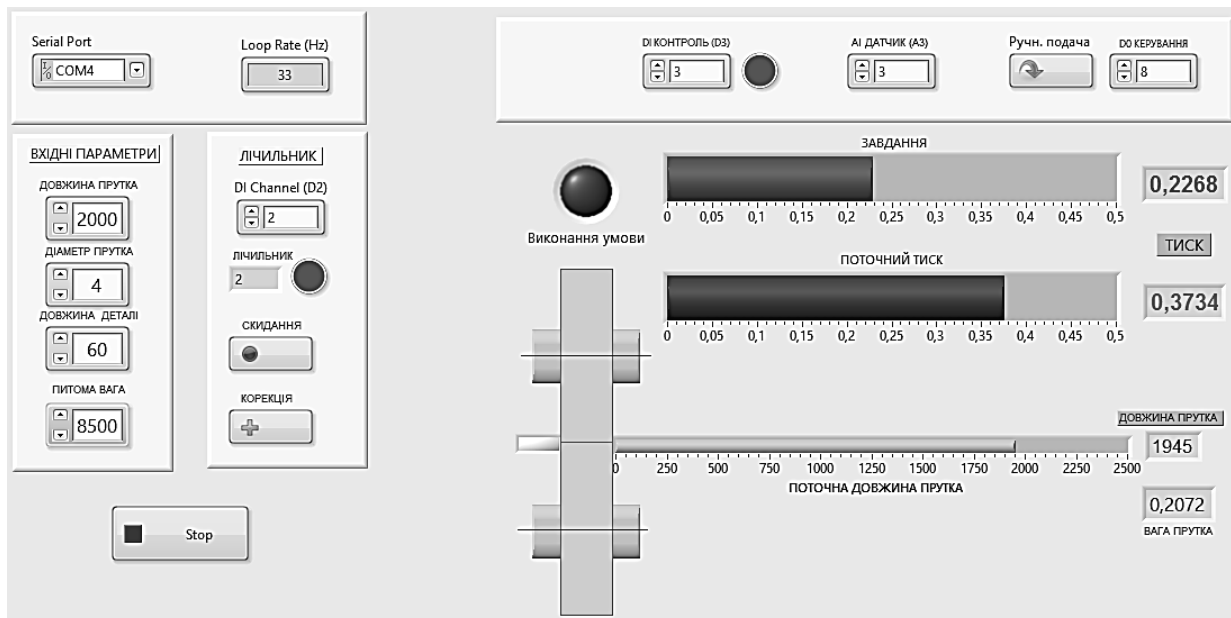 Serial Port
COM4
Loop Rate (Hz)
33
DI КОНТРОЛЬ (D3)
3
AI ДАТЧИК (A3)
3
Ручн. подача
DO КЕРУВАННЯ
8
ВХІДНІ ПАРАМЕТРИ
ДОВЖИНА ПРУТКА
2000
ДІАМЕТР ПРУТКА
4
ДОВЖИНА ДЕТАЛІ
60
ПИТОМА ВАГА
8500
ЛІЧИЛЬНИК
DI Channel (D2)
2
ЛІЧИЛЬНИК
2
СКИДАННЯ
КОРЕКЦІЯ
Stop
Виконання умови
ЗАВДАННЯ
0 0,05 0,1 0,15 0,2 0,25 0,3 0,35 0,4 0,45 0,5
0,2268
ТИСК
ПОТОЧНИЙ ТИСК
0 0,05 0,1 0,15 0,2 0,25 0,3 0,35 0,4 0,45 0,5
0,3734
ДОВЖИНА ПРУТКА
1945
0 250 500 750 1000 1250 1500 1750 2000 2250 2500
ПОТОЧНА ДОВЖИНА ПРУТКА
0,2072
ВАГА ПРУТКА